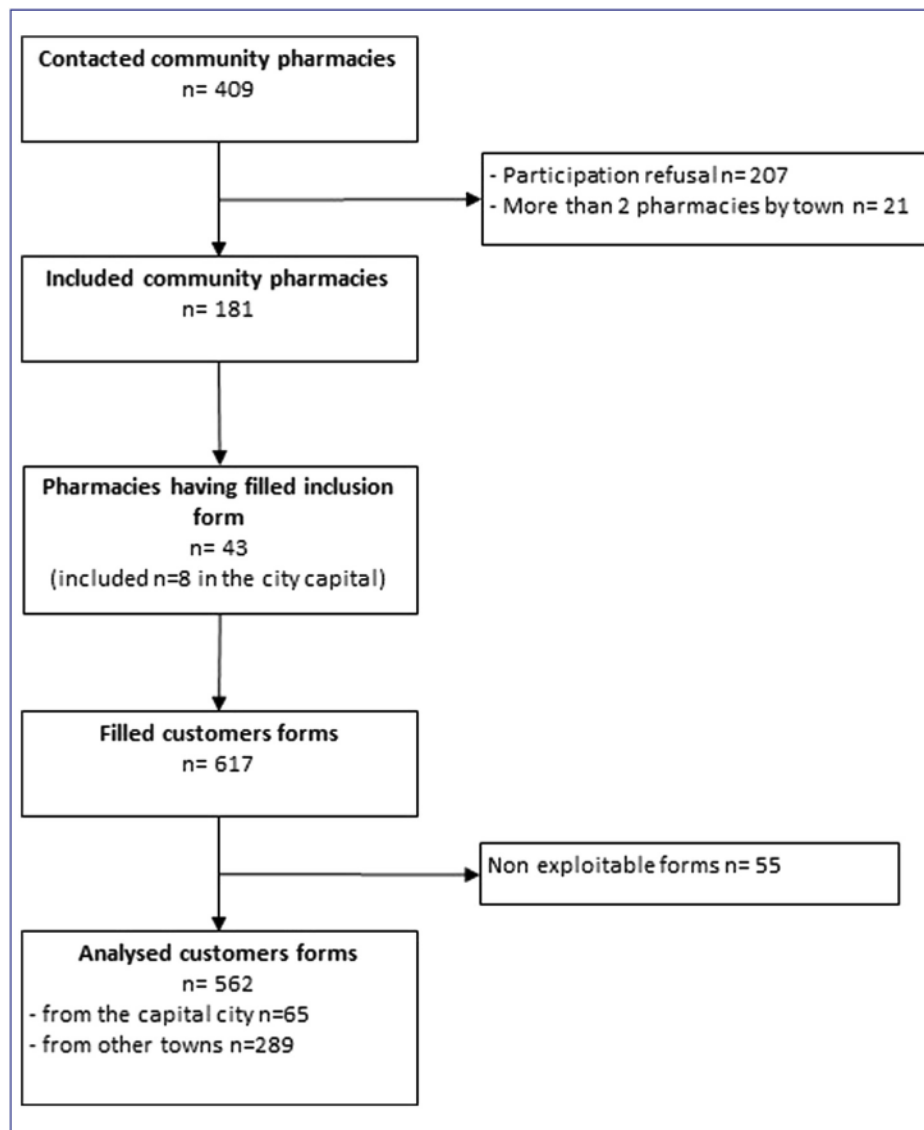 Contacted community pharmacies
n= 409
- Participation refusal n= 207
- More than 2 pharmacies by town n= 21
Included community pharmacies
n= 181
Pharmacies having filled inclusion
form
n= 43
(included n=8 in the city capital)
Filled customers forms
n= 617
Non exploitable forms n= 55
Analysed customers forms
n= 562
- from the capital city n=65
- from other towns n=289